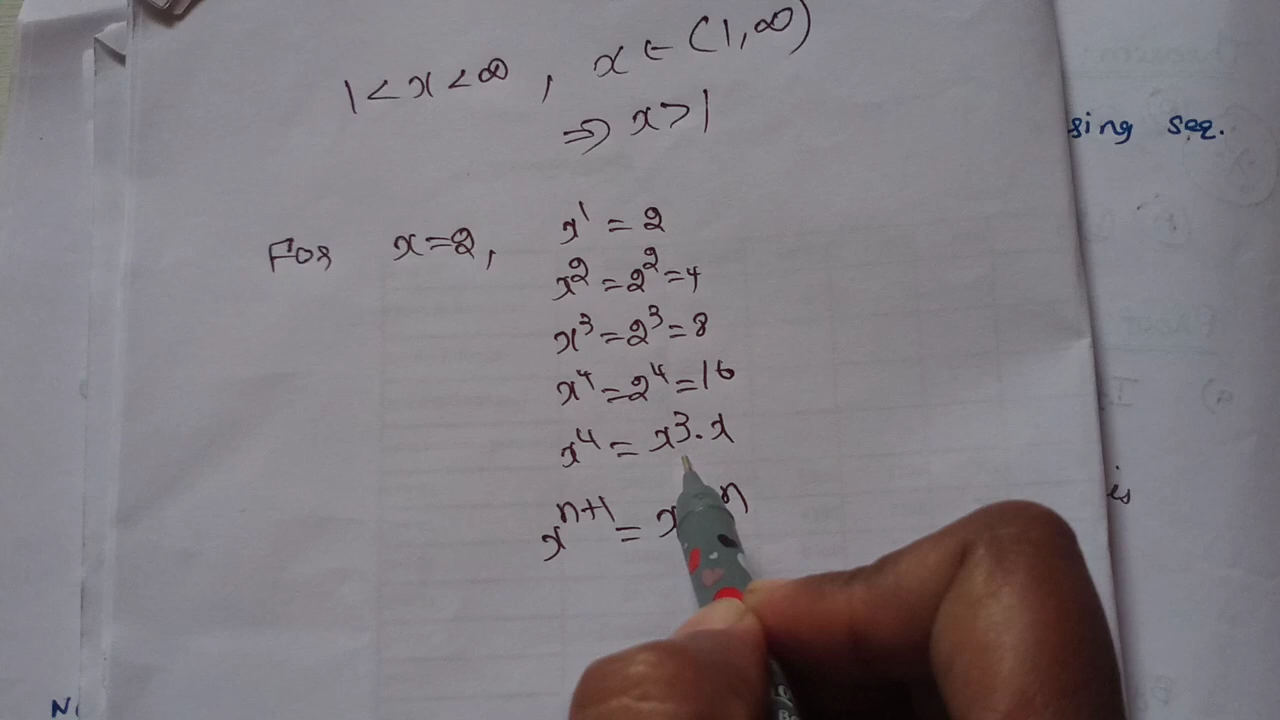 1 < x < ∞ , x ∈ (1, ∞)
⇒ x > 1
sing seq.
For x = 2, x¹ = 2
x² = 2² = 4
x³ = 2³ = 8
x⁴ = 2⁴ = 16
x⁴ = x³ . x
is
xⁿ⁺¹ = x n